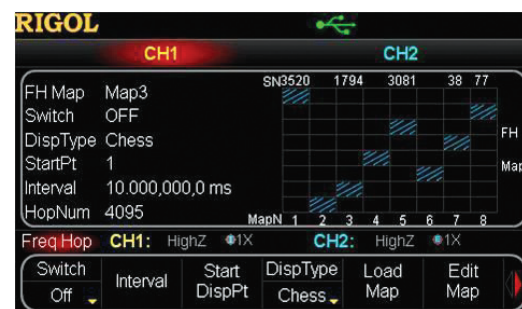 RIGOL
CH1 CH2
SN3520 1794 3081 38 77
FH Map Map3
Switch OFF
DispType Chess
FH
StartPt 1
Map
Interval 10.000,000,0 ms
HopNum 4095
MapN 1 2 3 4 5 6 7 8
Freq Hop CH1: HighZ 1X CH2: HighZ 1X
Switch Interval Start DispType Load Edit
Off DispPt Chess Map Map